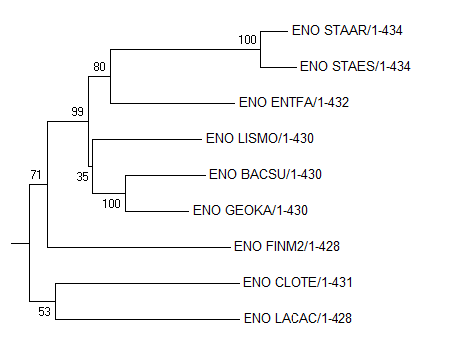 100 ENO STAAR/1-434
80 ENO STAES/1-434
99 ENO ENTFA/1-432
ENO LISMO/1-430
71 35 ENO BACSU/1-430
100 ENO GEOKA/1-430
ENO FINM2/1-428
ENO CLOTE/1-431
53 ENO LACAC/1-428